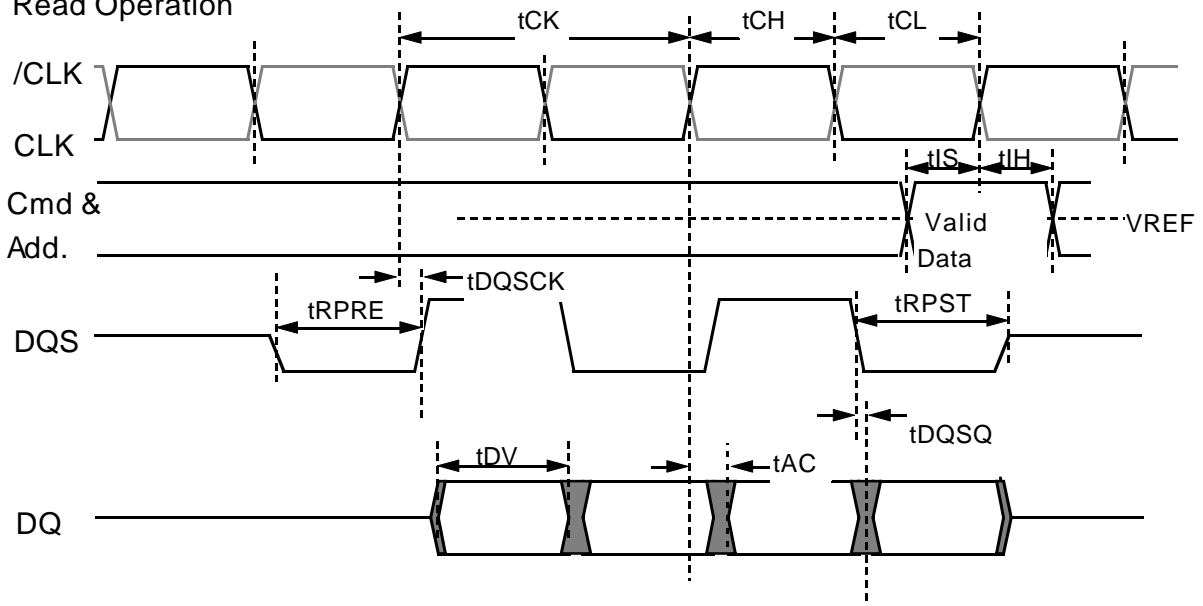 Read Operation
tCK
tCH
tCL
/CLK
CLK
tIS
tIH
Cmd &
Add.
Valid
Data
VREF
tDQSCK
tRPRE
tRPST
DQS
tDQSQ
tDV
tAC
DQ